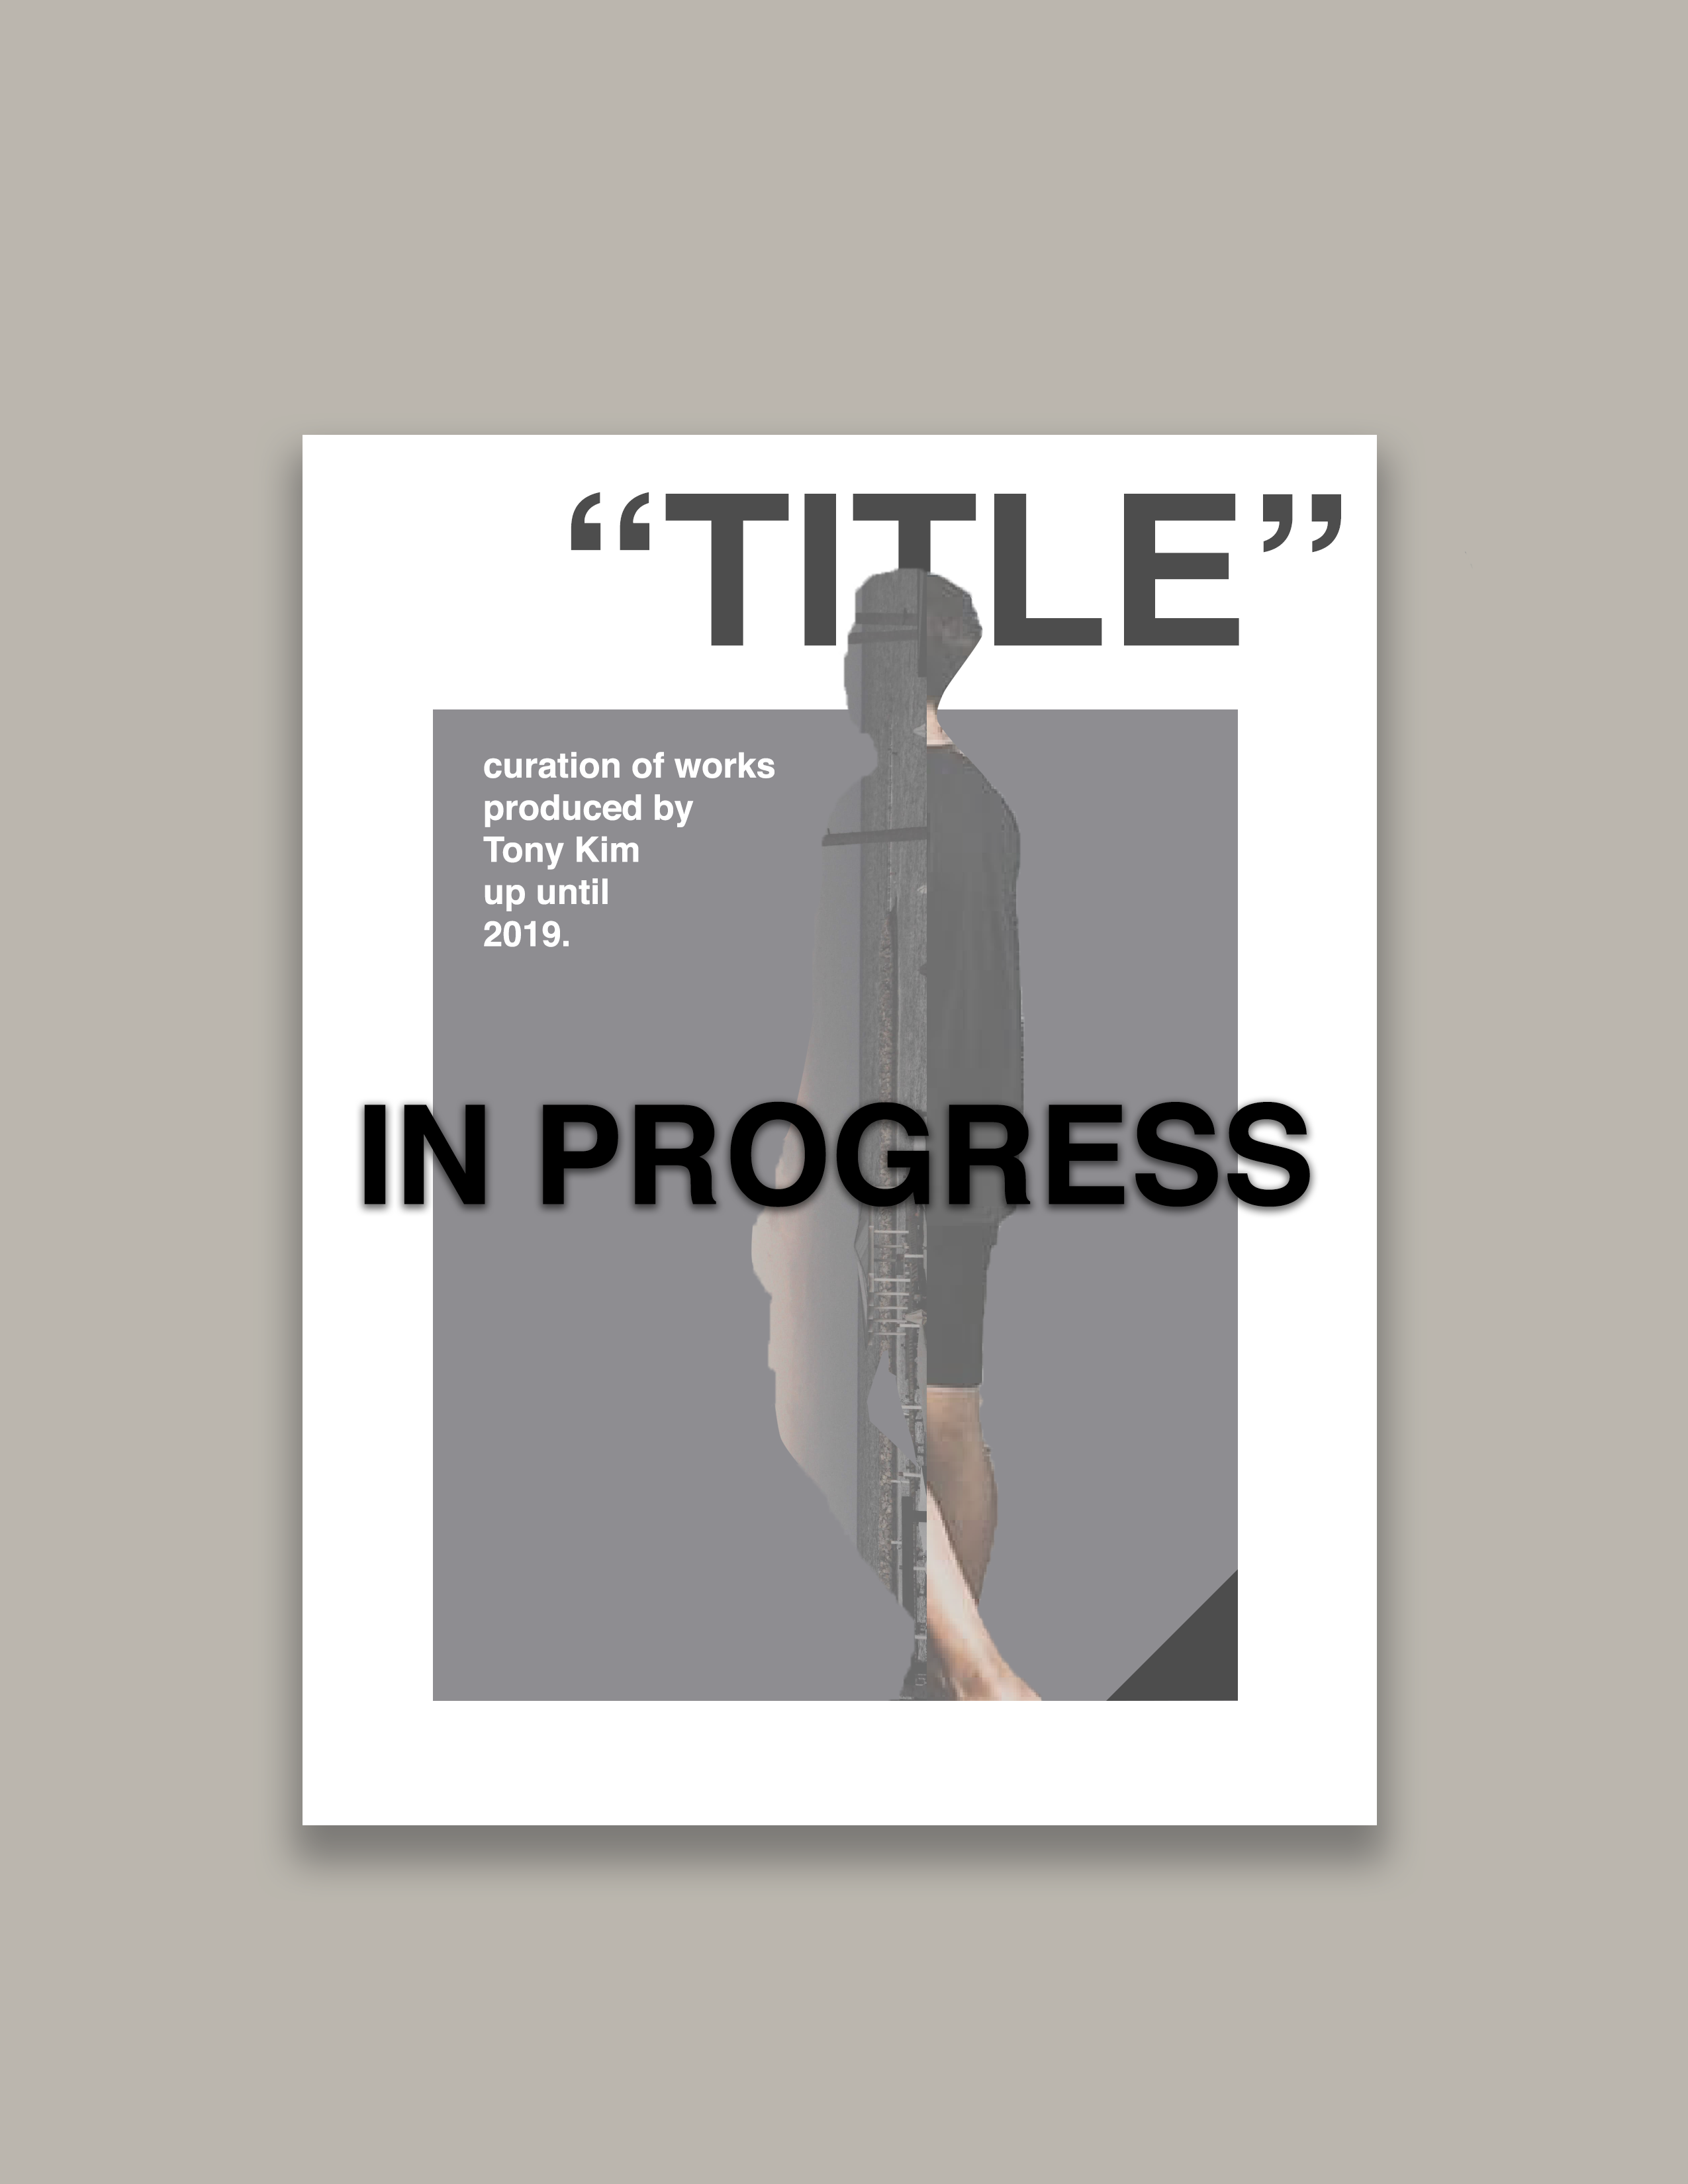 “TITLE”
curation of works
produced by
Tony Kim
up until
2019.
IN PROGRESS